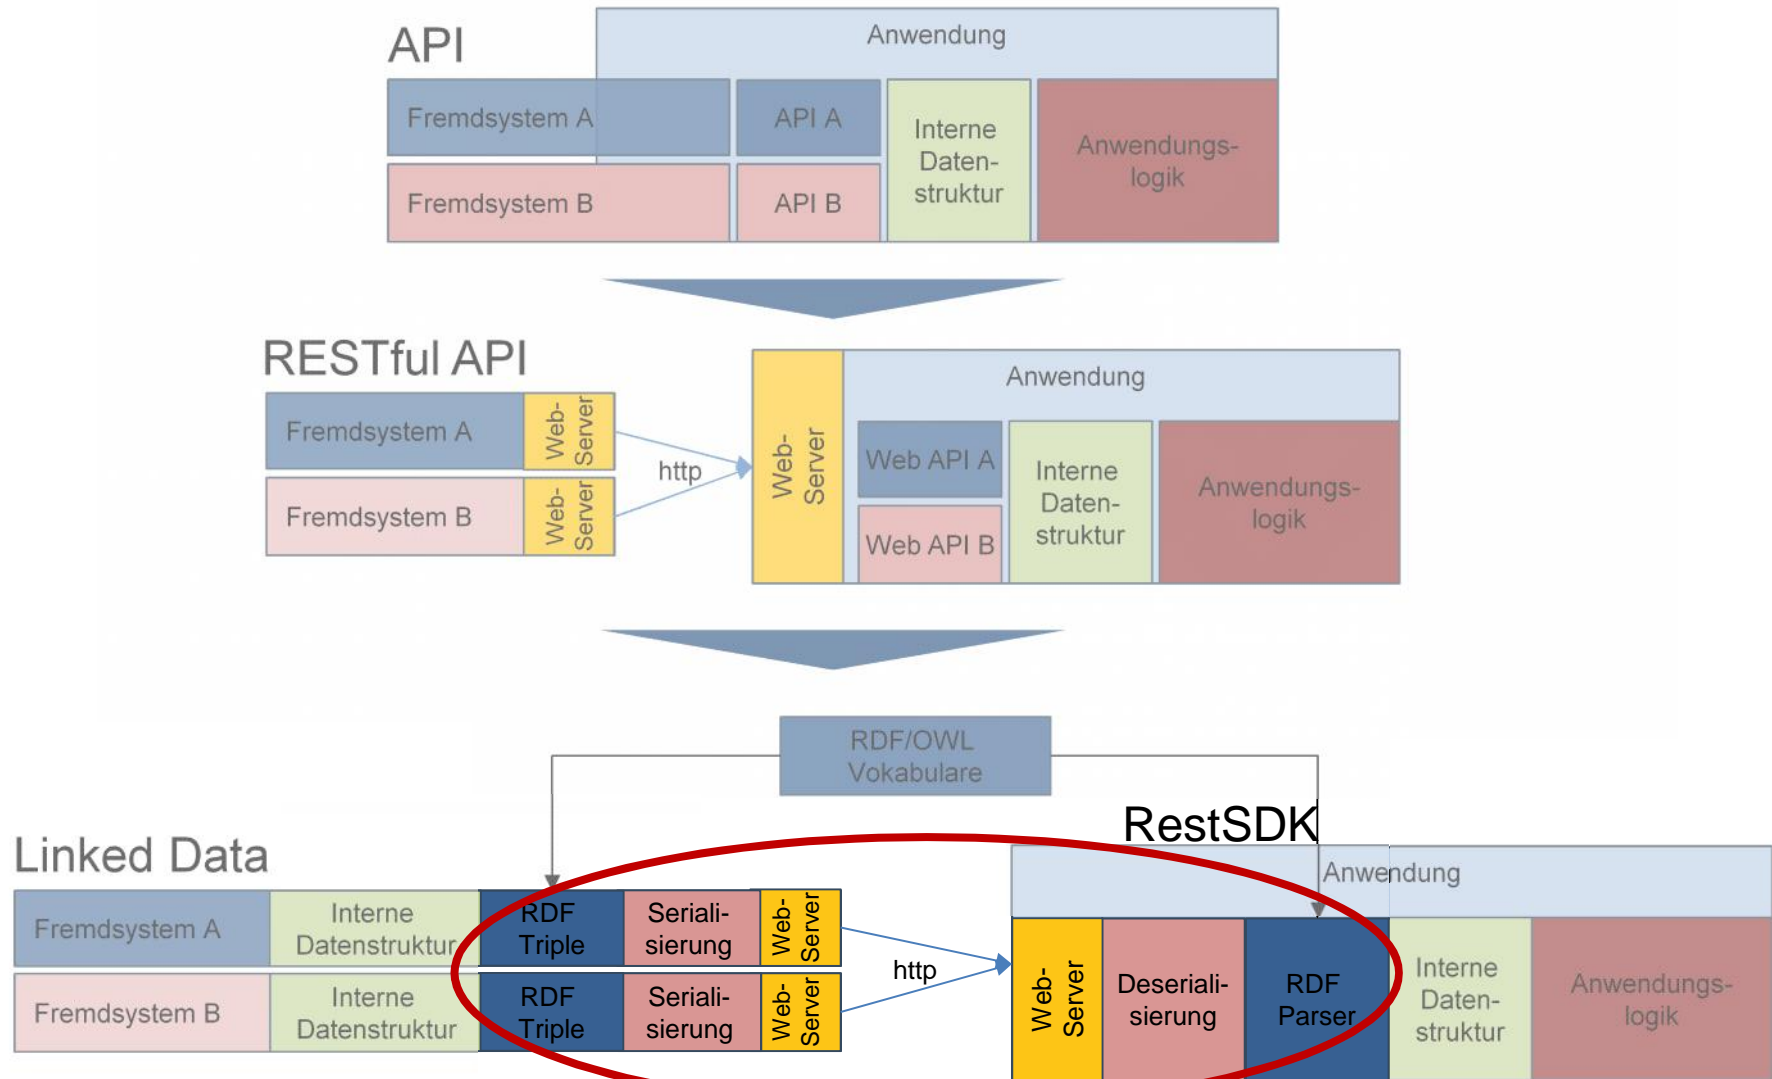 API
Anwendung
Fremdsystem A
API A
Interne
Daten-
struktur
Anwendungs-
logik
Fremdsystem B
API B
RESTful API
Anwendung
Fremdsystem A
Web-
Server
http
Web-
Server
Web API A
Interne
Daten-
struktur
Anwendungs-
logik
Fremdsystem B
Web-
Server
Web API B
RDF/OWL
Vokabulare
RestSDK
Linked Data
Anwendung
Fremdsystem A
Interne
Datenstruktur
RDF
Triple
Seriali-
sierung
Web-
Server
http
Web-
Server
Deseriali-
sierung
RDF
Parser
Interne
Daten-
struktur
Anwendungs-
logik
Fremdsystem B
Interne
Datenstruktur
RDF
Triple
Seriali-
sierung
Web-
Server